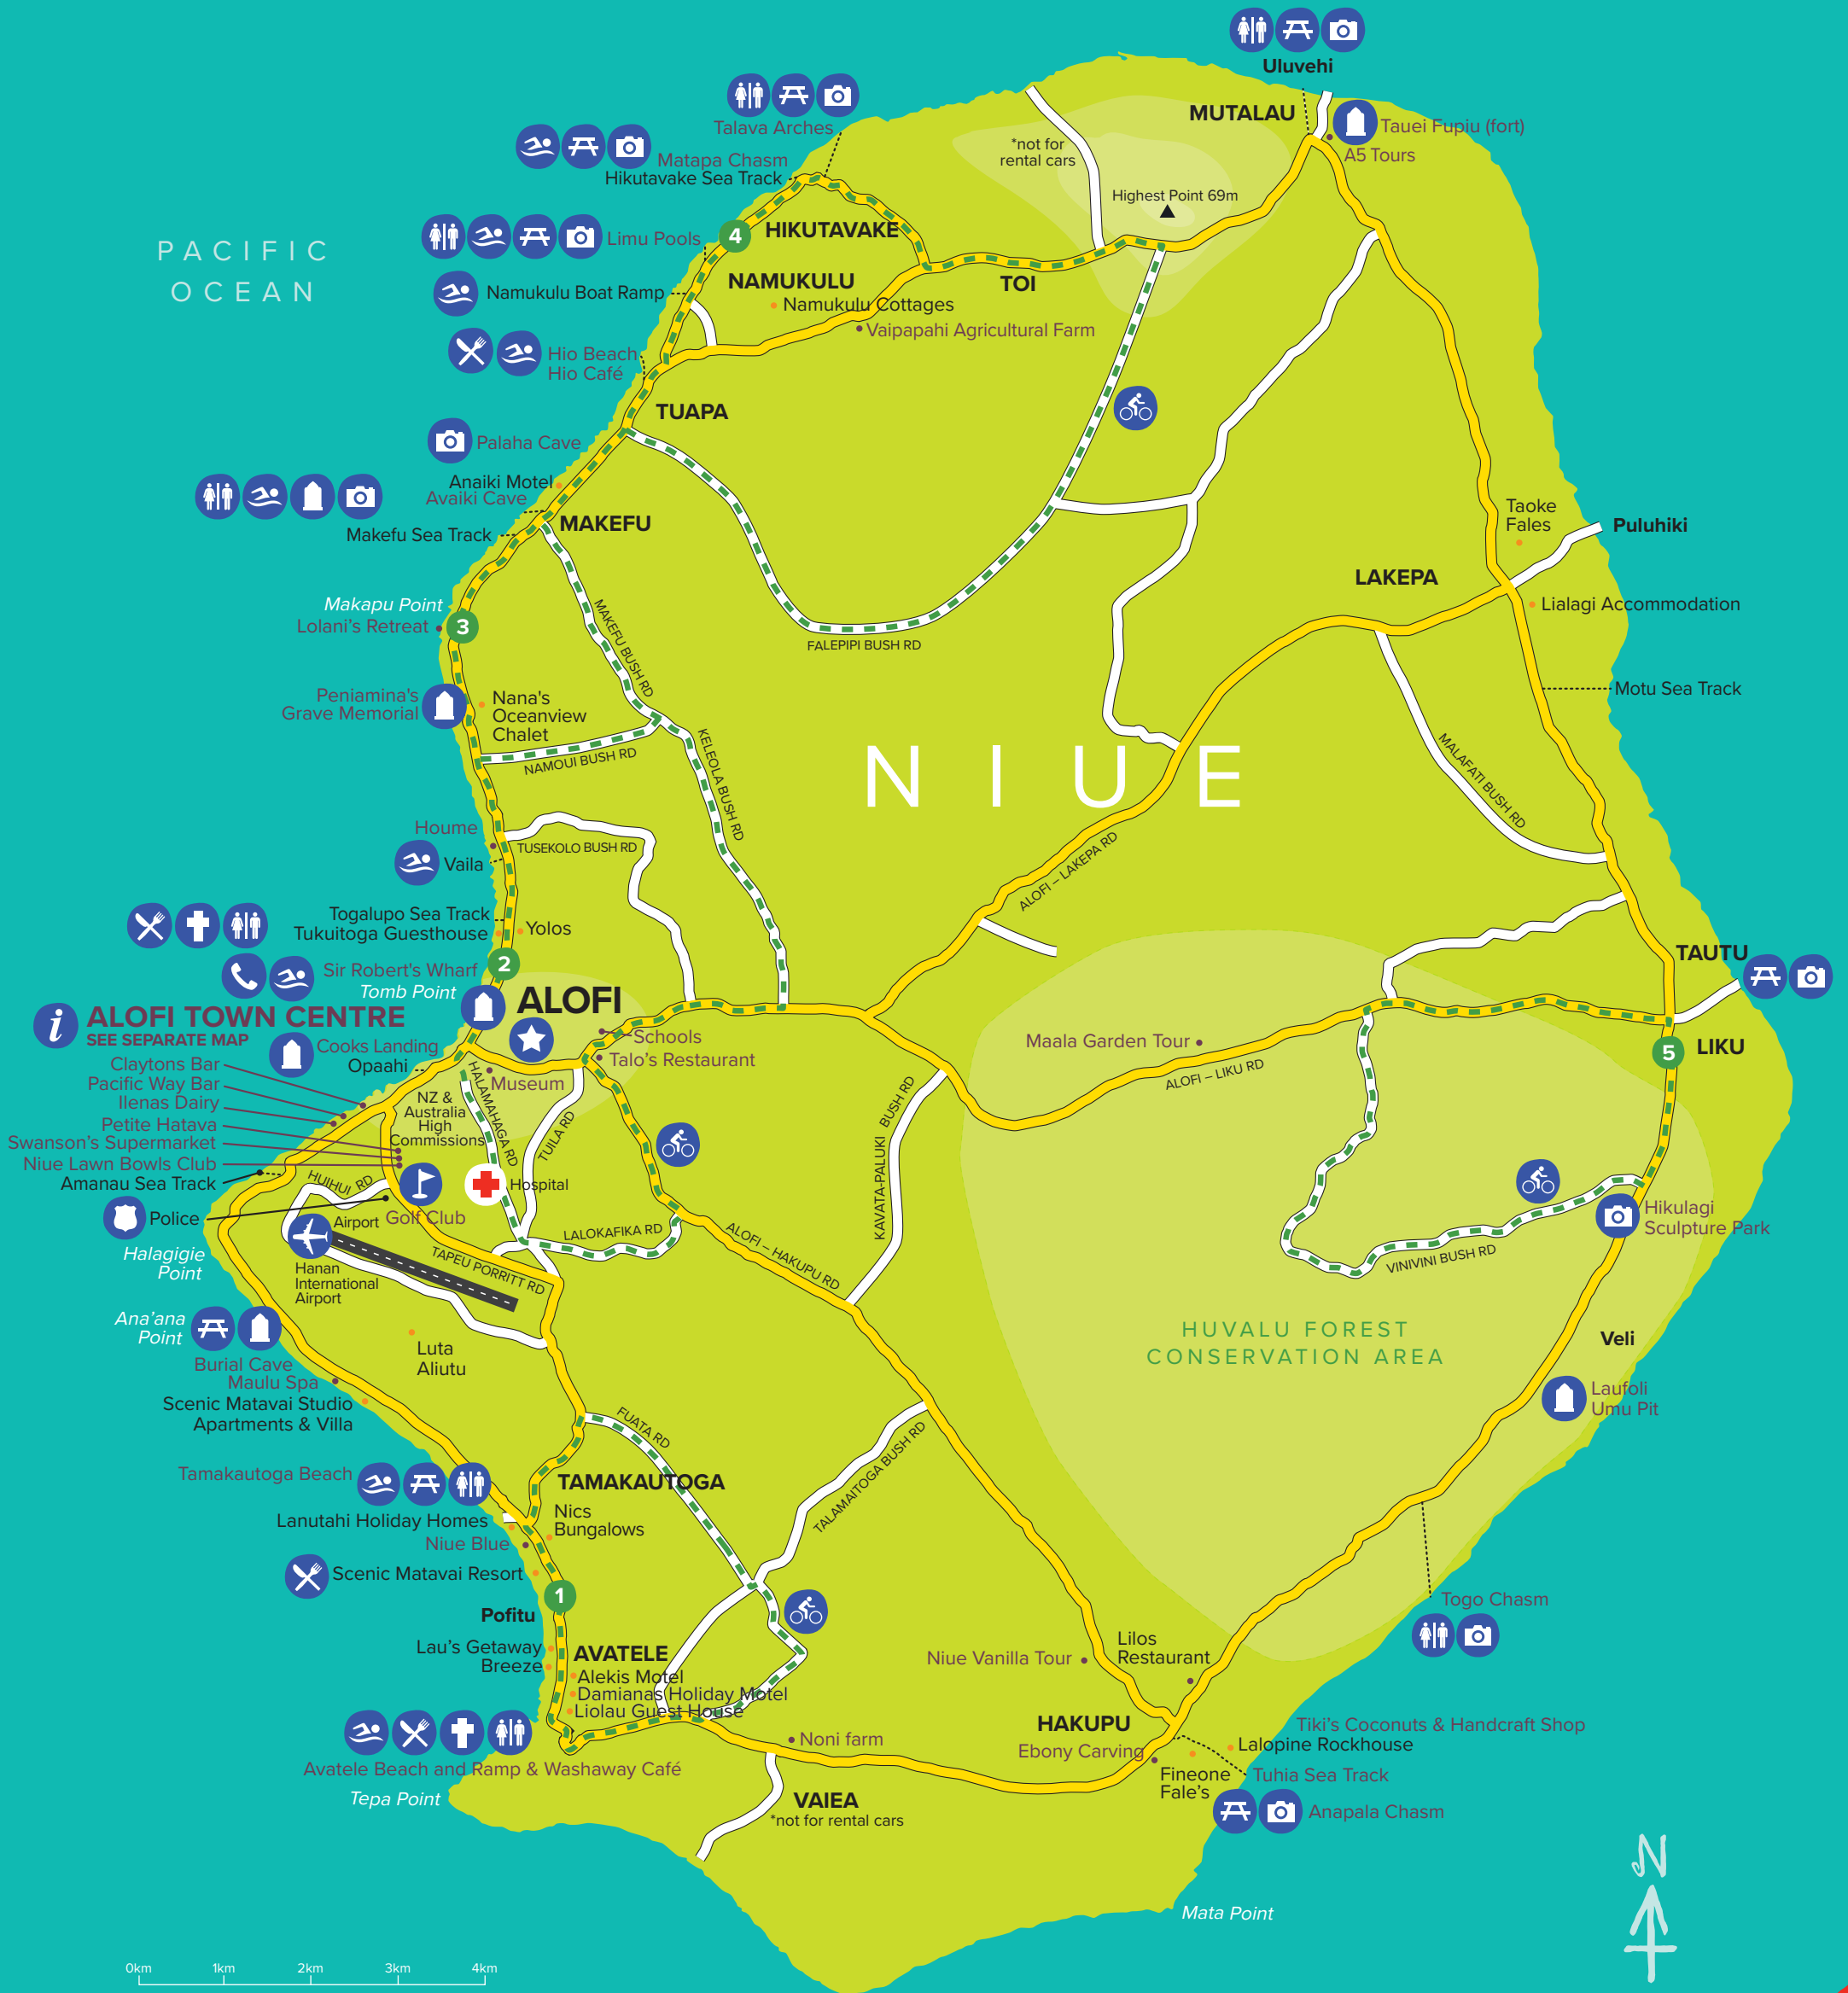 Uluvehi
MUTALAU
Tauei Fupiu (fort)
A5 Tours
Talava Arches
Matapa Chasm
Hikutavake Sea Track
*not for
rental cars
Highest Point 69m
PACIFIC
OCEAN
Limu Pools
4
HIKUTAVAKE
NAMUKULU
TOI
Namukulu Boat Ramp
Namukulu Cottages
Vaipapahi Agricultural Farm
Hio Beach
Hio Café
TUAPA
Palaha Cave
Anaiki Motel
Avaiki Cave
MAKEFU
Makefu Sea Track
Taoke
Fales
Puluhiki
LAKEPA
Lialagi Accommodation
Makapu Point
Lolani's Retreat
3
MAKEFU BUSH RD
FALEPIPI BUSH RD
Peniamina's
Grave Memorial
Nana's
Oceanview
Chalet
NAMOUI BUSH RD
KELEOLA BUSH RD
Motu Sea Track
MALAFATI BUSH RD
NIUE
Houme
TUSEKOLO BUSH RD
Vaila
ALOFI – LAKEPA RD
Togalupo Sea Track
Tukuitoga Guesthouse
Yolos
2
Sir Robert's Wharf
Tomb Point
ALOFI
TAUTU
ALOFI TOWN CENTRE
SEE SEPARATE MAP
Cooks Landing
Opaahi
Schools
Talo's Restaurant
Museum
Maala Garden Tour
ALOFI – LIKU RD
5
LIKU
Claytons Bar
Pacific Way Bar
Ilenas Dairy
Petite Hatava
Swanson's Supermarket
Niue Lawn Bowls Club
Amanau Sea Track
Police
NZ &
Australia
High
Commissions
HALAMAHAGA RD
TUILA RD
KAVATA-PALUKI BUSH RD
HUIHUI RD
Hospital
Golf Club
Airport
Hanan
International
Airport
TAPEU PORRITT RD
LALOKAFIKA RD
ALOFI – HAKUPU RD
Halagigie
Point
Hikulagi
Sculpture Park
VINIVINI BUSH RD
HUVALU FOREST
CONSERVATION AREA
Veli
Laufoli
Umu Pit
Ana'ana
Point
Burial Cave
Maulu Spa
Scenic Matavai Studio
Apartments & Villa
Luta
Aliutu
FUATA RD
TALAMAITOGA BUSH RD
Tamakautoga Beach
TAMAKAUTOGA
Lanutahi Holiday Homes
Nics
Bungalows
Niue Blue
Scenic Matavai Resort
1
Pofitu
Lau's Getaway
Breeze
AVATELE
Alekis Motel
Damianas Holiday Motel
Liolau Guest House
Avatele Beach and Ramp & Washaway Café
Tepa Point
Togo Chasm
Niue Vanilla Tour
Lilos
Restaurant
HAKUPU
Noni farm
Ebony Carving
Tiki's Coconuts & Handcraft Shop
Lalopine Rockhouse
Fineone
Fale's
Tuhia Sea Track
Anapala Chasm
VAIEA
*not for rental cars
Mata Point
N
0km 1km 2km 3km 4km